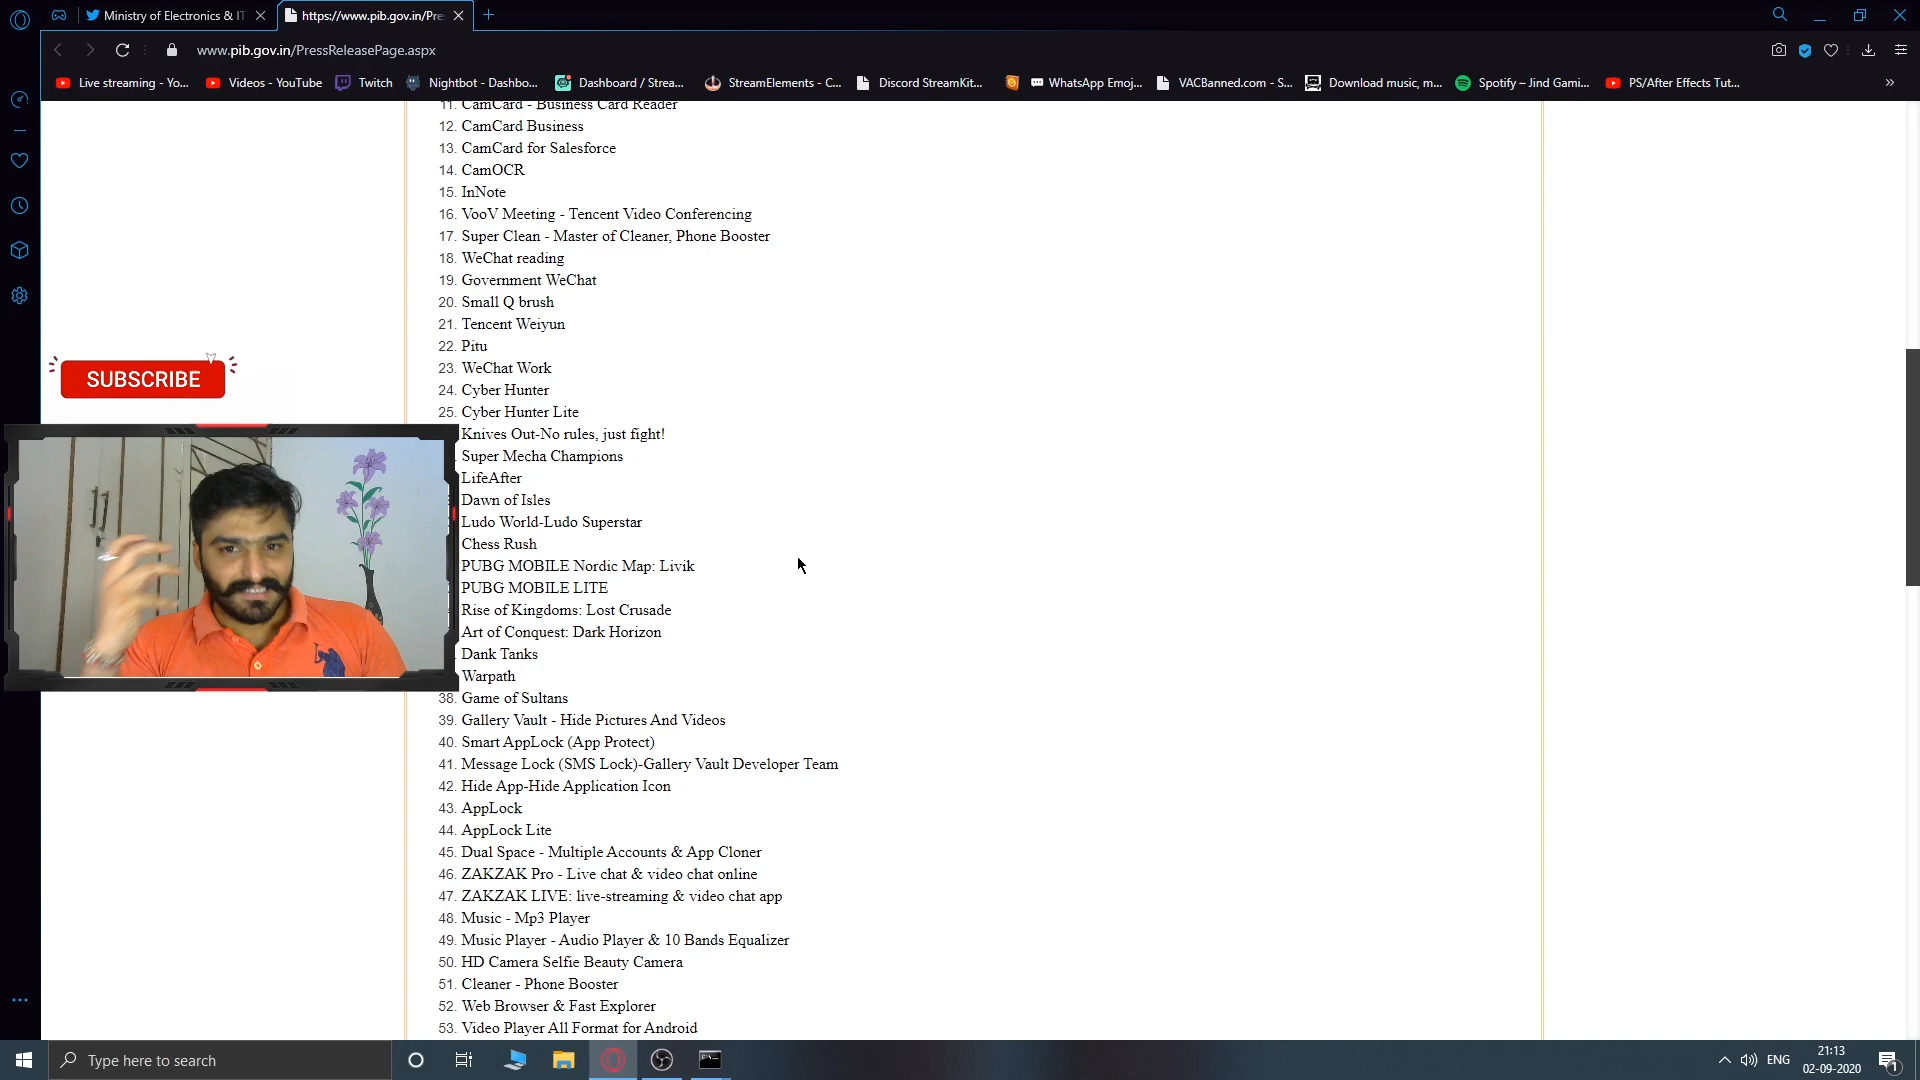 Ministry of Electronics & IT
https://www.pib.gov.in/Pre
www.pib.gov.in/PressReleasePage.aspx
Live streaming - Yo...
Videos - YouTube
Twitch
Nightbot - Dashbo...
Dashboard / Strea...
StreamElements - C...
Discord StreamKit...
WhatsApp Emoj...
VACBanned.com - S...
Download music, m...
Spotify – Jind Gami...
PS/After Effects Tut...
11. CamCard - Business Card Reader
12. CamCard Business
13. CamCard for Salesforce
14. CamOCR
15. InNote
16. VooV Meeting - Tencent Video Conferencing
17. Super Clean - Master of Cleaner, Phone Booster
18. WeChat reading
19. Government WeChat
20. Small Q brush
21. Tencent Weiyun
22. Pitu
23. WeChat Work
24. Cyber Hunter
25. Cyber Hunter Lite
Knives Out-No rules, just fight!
Super Mecha Champions
LifeAfter
Dawn of Isles
Ludo World-Ludo Superstar
Chess Rush
PUBG MOBILE Nordic Map: Livik
PUBG MOBILE LITE
Rise of Kingdoms: Lost Crusade
Art of Conquest: Dark Horizon
Dank Tanks
Warpath
38. Game of Sultans
39. Gallery Vault - Hide Pictures And Videos
40. Smart AppLock (App Protect)
41. Message Lock (SMS Lock)-Gallery Vault Developer Team
42. Hide App-Hide Application Icon
43. AppLock
44. AppLock Lite
45. Dual Space - Multiple Accounts & App Cloner
46. ZAKZAK Pro - Live chat & video chat online
47. ZAKZAK LIVE: live-streaming & video chat app
48. Music - Mp3 Player
49. Music Player - Audio Player & 10 Bands Equalizer
50. HD Camera Selfie Beauty Camera
51. Cleaner - Phone Booster
52. Web Browser & Fast Explorer
53. Video Player All Format for Android
SUBSCRIBE
Type here to search
ENG
21:13
02-09-2020
1